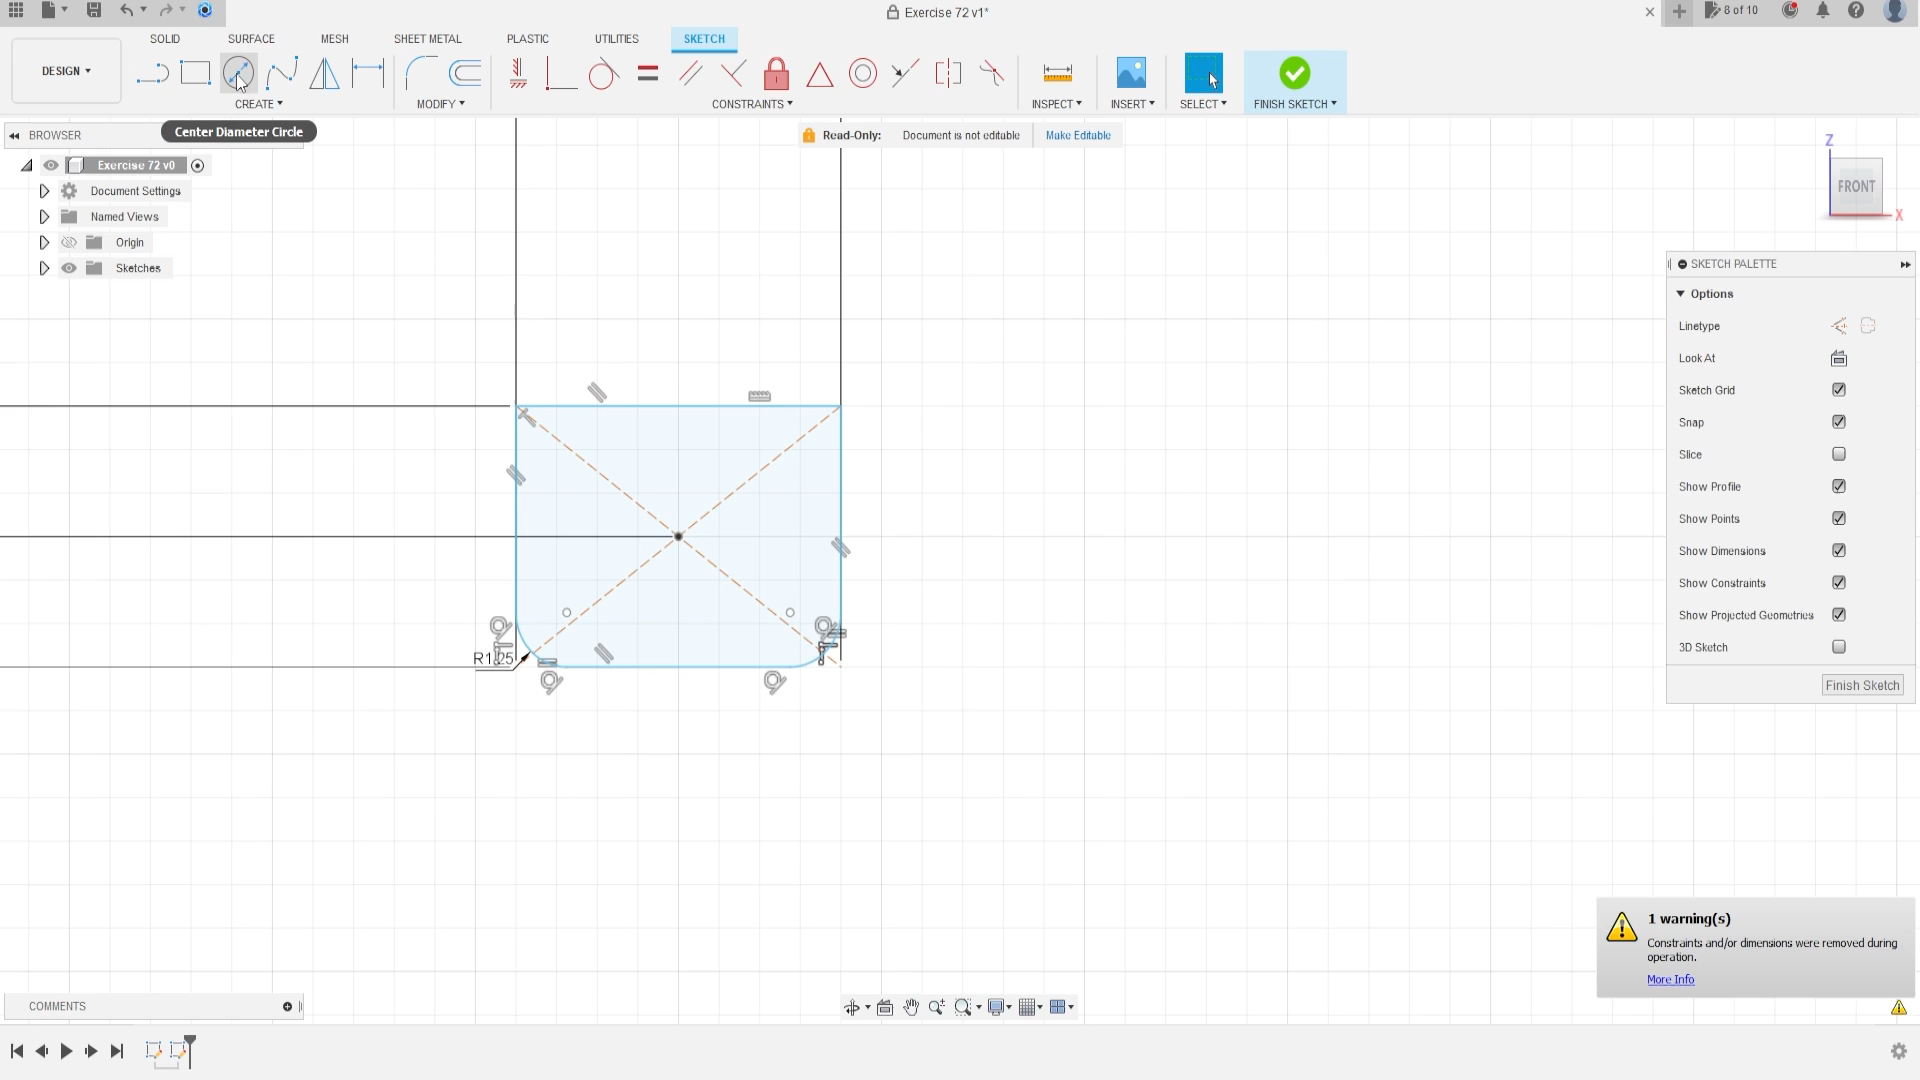 Exercise 72 v1*
8 of 10
SOLID
SURFACE
MESH
SHEET METAL
PLASTIC
UTILITIES
SKETCH
DESIGN
CREATE
MODIFY
CONSTRAINTS
INSPECT
INSERT
SELECT
FINISH SKETCH
BROWSER
Center Diameter Circle
Read-Only: Document is not editable Make Editable
Exercise 72 v0
Document Settings
Named Views
Origin
Sketches
Z
FRONT
X
SKETCH PALETTE
Options
Linetype
Look At
Sketch Grid
Snap
Slice
Show Profile
Show Points
Show Dimensions
Show Constraints
Show Projected Geometries
3D Sketch
Finish Sketch
R1.25
1 warning(s)
Constraints and/or dimensions were removed during
operation.
More Info
COMMENTS